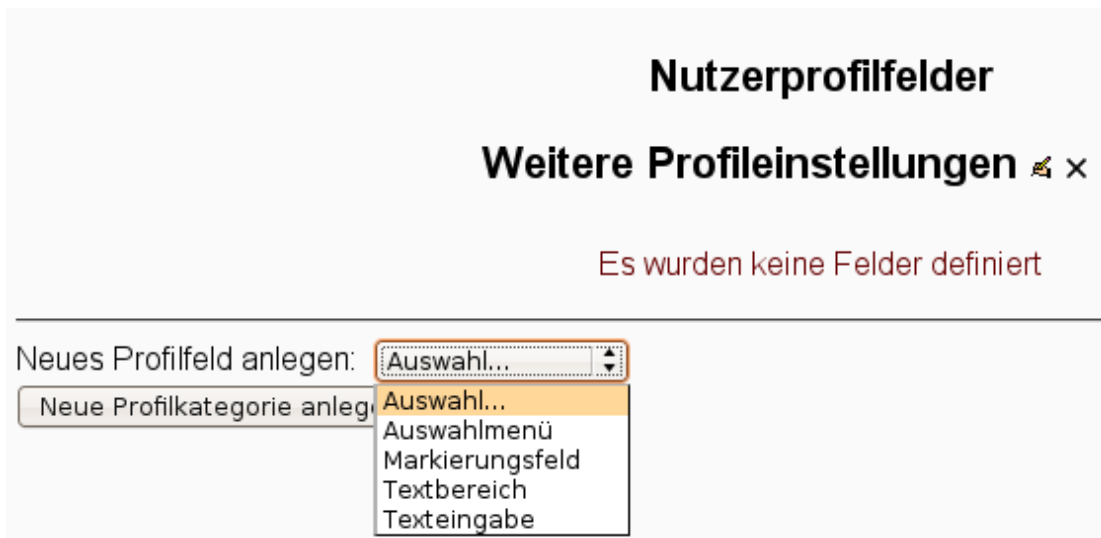 Nutzerprofilfelder
Weitere Profileinstellungen
Es wurden keine Felder definiert
Neues Profilfeld anlegen: Auswahl...
Neue Profilkategorie anleg
Auswahl...
Auswahlmenü
Markierungsfeld
Textbereich
Texteingabe